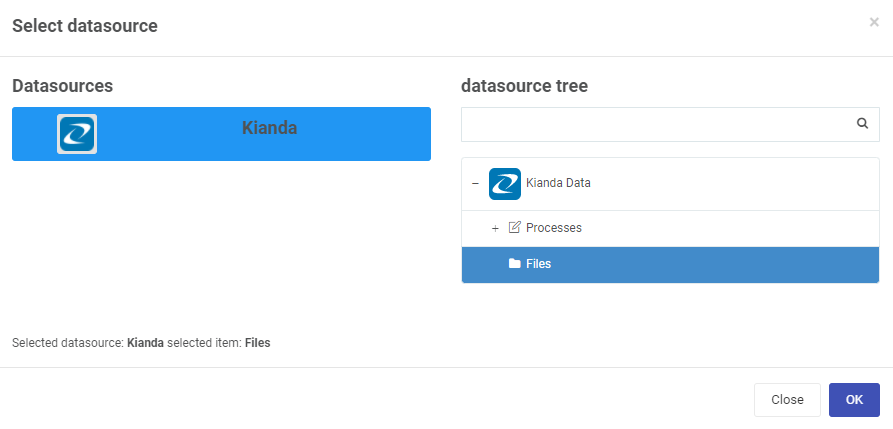 Select datasource
×
Datasources
Kianda
datasource tree
− Kianda Data
+ Processes
Files
Selected datasource: Kianda selected item: Files
Close
OK